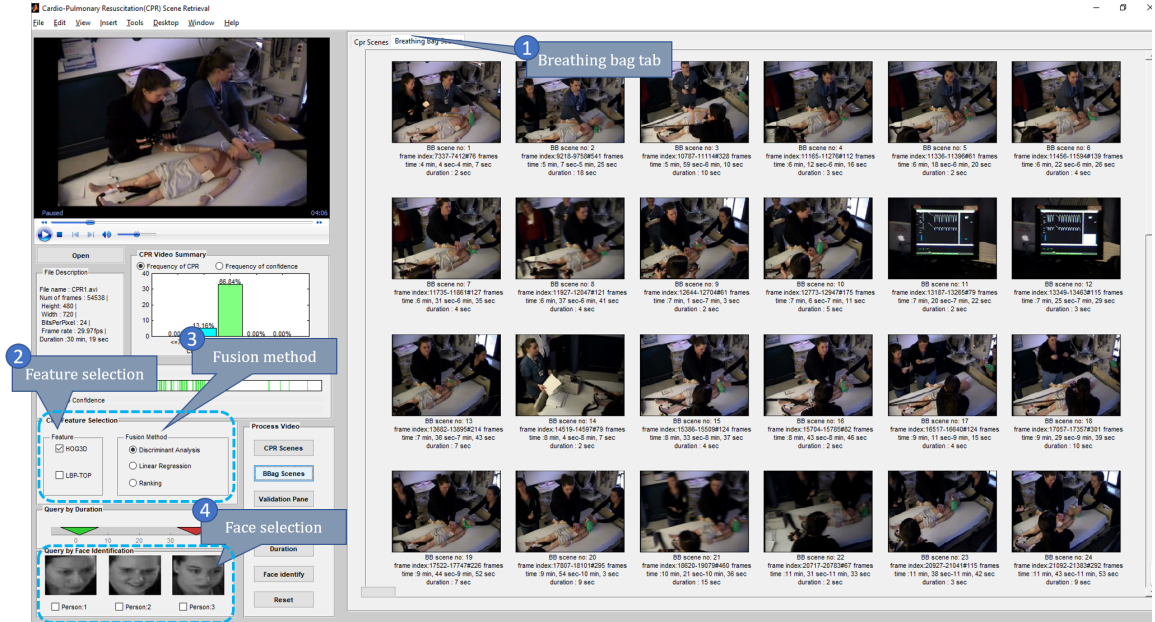 Cardio-Pulmonary Resuscitation(CPR) Scene Retrieval
File Edit View Insert Tools Desktop Window Help
Paused
04:06
Open
File Description
File name : CPR1.avi
Num of frames : 54538 |
Height: 480 |
Width : 720 |
BitsPerPixel : 24 |
Frame rate : 29.97fps |
Duration :30 min, 19 sec
CPR Video Summary
Frequency of CPR
Frequency of confidence
40
30
20
10
0
86.84%
0.00%
0.00%
3
Fusion method
2
Feature selection
Confidence
Feature Selection
Feature
HOG3D
LBP-TOP
Fusion Method
Discriminant Analysis
Linear Regression
Ranking
Query by Duration
0
10
30
4
Face selection
Query by Face Identification
Person:1
Person:2
Person:3
Process Video
CPR Scenes
BBag Scenes
Validation Pane
Duration
Face identify
Reset
Cpr Scenes
Breathing bag
1
Breathing bag tab
BB scene no: 1
frame index:7337-7412#76 frames
time :4 min, 4 sec-4 min, 7 sec
duration : 2 sec
BB scene no: 2
frame index:9218-9758#541 frames
time :5 min, 7 sec-5 min, 25 sec
duration : 18 sec
BB scene no: 3
frame index:10787-11114#328 frames
time :5 min, 59 sec-6 min, 10 sec
duration : 10 sec
BB scene no: 4
frame index:11165-11276#112 frames
time :6 min, 12 sec-6 min, 16 sec
duration : 3 sec
BB scene no: 5
frame index:11336-11396#61 frames
time :6 min, 18 sec-6 min, 20 sec
duration : 2 sec
BB scene no: 6
frame index:11456-11594#139 frames
time :6 min, 22 sec-6 min, 26 sec
duration : 4 sec
BB scene no: 7
frame index:11735-11861#127 frames
time :6 min, 31 sec-6 min, 35 sec
duration : 4 sec
BB scene no: 8
frame index:11927-12047#121 frames
time :6 min, 37 sec-6 min, 41 sec
duration : 4 sec
BB scene no: 9
frame index:12644-12704#61 frames
time :7 min, 1 sec-7 min, 3 sec
duration : 2 sec
BB scene no: 10
frame index:12773-12947#175 frames
time :7 min, 6 sec-7 min, 11 sec
duration : 5 sec
BB scene no: 11
frame index:13187-13265#79 frames
time :7 min, 20 sec-7 min, 22 sec
duration : 2 sec
BB scene no: 12
frame index:13349-13463#115 frames
time :7 min, 25 sec-7 min, 29 sec
duration : 3 sec
BB scene no: 13
frame index:13682-13895#214 frames
time :7 min, 36 sec-7 min, 43 sec
duration : 7 sec
BB scene no: 14
frame index:14519-14597#79 frames
time :8 min, 4 sec-8 min, 7 sec
duration : 2 sec
BB scene no: 15
frame index:15386-15509#124 frames
time :8 min, 33 sec-8 min, 37 sec
duration : 4 sec
BB scene no: 16
frame index:15704-15785#82 frames
time :8 min, 43 sec-8 min, 46 sec
duration : 2 sec
BB scene no: 17
frame index:16517-16640#124 frames
time :9 min, 11 sec-9 min, 15 sec
duration : 4 sec
BB scene no: 18
frame index:17057-17357#301 frames
time :9 min, 29 sec-9 min, 39 sec
duration : 10 sec
BB scene no: 19
frame index:17522-17747#226 frames
time :9 min, 44 sec-9 min, 52 sec
duration : 7 sec
BB scene no: 20
frame index:17807-18101#295 frames
time :9 min, 54 sec-10 min, 3 sec
duration : 9 sec
BB scene no: 21
frame index:18620-19079#460 frames
time :10 min, 21 sec-10 min, 36 sec
duration : 15 sec
BB scene no: 22
frame index:20717-20783#67 frames
time :11 min, 31 sec-11 min, 33 sec
duration : 2 sec
BB scene no: 23
frame index:20927-21041#115 frames
time :11 min, 38 sec-11 min, 42 sec
duration : 3 sec
BB scene no: 24
frame index:21092-21383#292 frames
time :11 min, 43 sec-11 min, 53 sec
duration : 9 sec